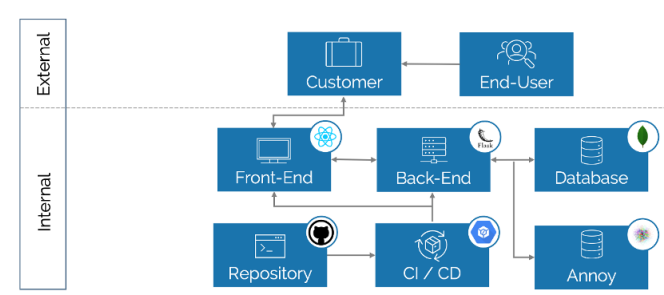 External
Customer
End-User
Internal
Front-End
Back-End
Flask
Database
Repository
CI / CD
Annoy